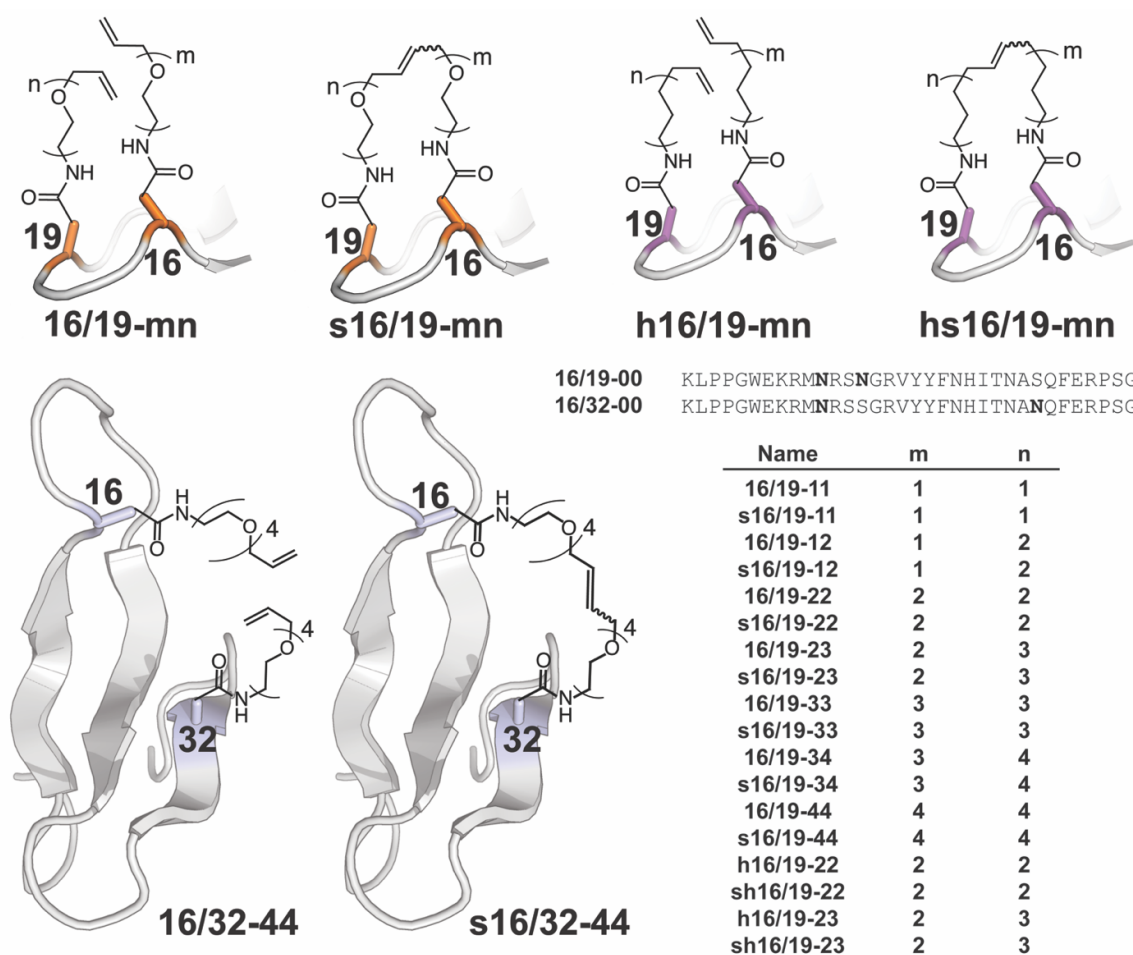 n
m
O
O
HN
NH
O
O
19
16
16/19-mn
n
m
O
O
HN
NH
O
O
19
16
s16/19-mn
n
m
HN
NH
O
O
19
16
h16/19-mn
n
m
HN
NH
O
O
19
16
hs16/19-mn
16/19-00 KLPPGWEKRMNRSNGRVYYFNHITNASQFERPSG
16/32-00 KLPPGWEKRMNRSSGRVYYFNHITNANQFERPSG
16
H
N
O
O
4
O
4
O
N
H
32
16/32-44
16
H
N
O
O
4
O
4
O
N
H
32
s16/32-44
Name m n
16/19-11 1 1
s16/19-11 1 1
16/19-12 1 2
s16/19-12 1 2
16/19-22 2 2
s16/19-22 2 2
16/19-23 2 3
s16/19-23 2 3
16/19-33 3 3
s16/19-33 3 3
16/19-34 3 4
s16/19-34 3 4
16/19-44 4 4
s16/19-44 4 4
h16/19-22 2 2
sh16/19-22 2 2
h16/19-23 2 3
sh16/19-23 2 3